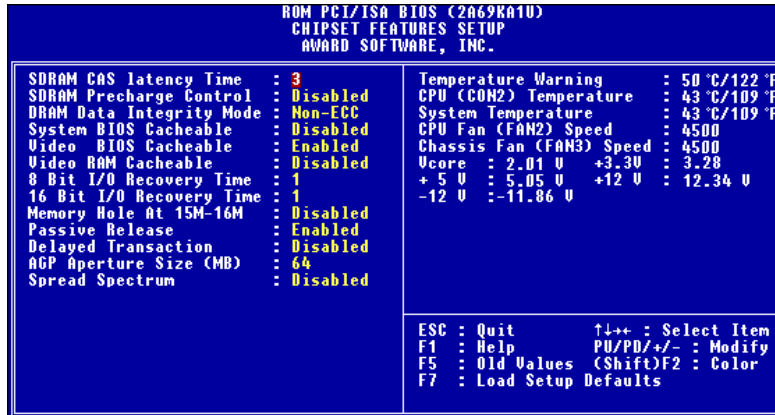 ROM PCI/ISA BIOS (2A69KA1U)
CHIPSET FEATURES SETUP
AWARD SOFTWARE, INC.
SDRAM CAS latency Time : 3
SDRAM Precharge Control : Disabled
DRAM Data Integrity Mode : Non-ECC
System BIOS Cacheable : Disabled
Video BIOS Cacheable : Enabled
Video RAM Cacheable : Disabled
8 Bit I/O Recovery Time : 1
16 Bit I/O Recovery Time : 1
Memory Hole At 15M-16M : Disabled
Passive Release : Enabled
Delayed Transaction : Disabled
AGP Aperture Size (MB) : 64
Spread Spectrum : Disabled
Temperature Warning : 50 °C/122 °F
CPU (CON2) Temperature : 43 °C/109 °F
System Temperature : 43 °C/109 °F
CPU Fan (FAN2) Speed : 4500
Chassis Fan (FAN3) Speed : 4500
Vcore : 2.01 V +3.3V : 3.28
+ 5 V : 5.05 V +12 V : 12.34 V
-12 V :-11.86 V
ESC : Quit ↑↓→← : Select Item
F1 : Help PU/PD/+/- : Modify
F5 : Old Values (Shift)F2 : Color
F7 : Load Setup Defaults